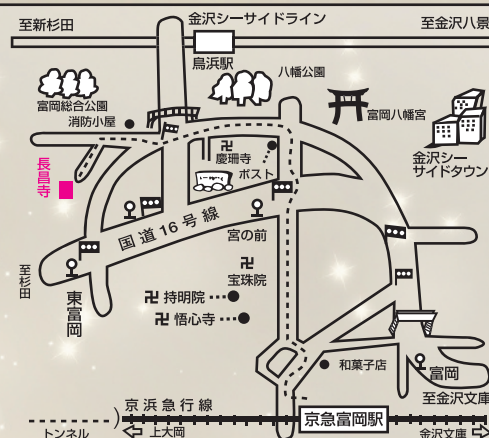 至新杉田
金沢シーサイドライン
至金沢八景
鳥浜駅
八幡公園
富岡総合公園
消防小屋
富岡八幡宮
金沢シー
サイドタウン
長昌寺
慶珊寺
ポスト
国道16号線
宮の前
至杉田
東富岡
宝珠院
持明院
悟心寺
和菓子店
富岡
至金沢文庫
京浜急行線
京急富岡駅
トンネル
上大岡
金沢文庫